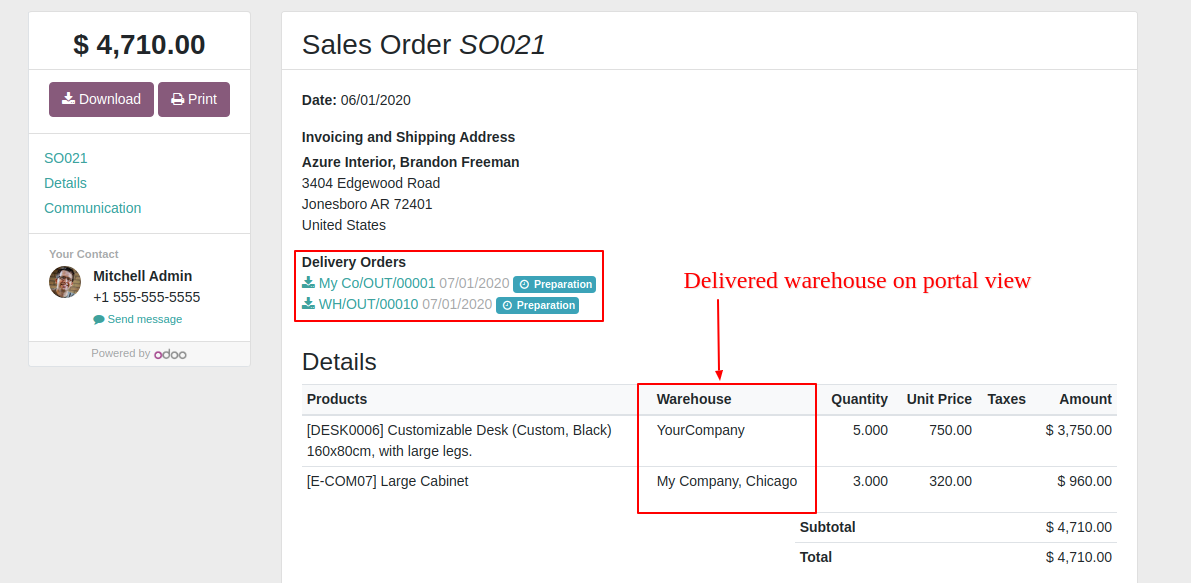 $ 4,710.00
Download Print
SO021
Details
Communication
Your Contact
Mitchell Admin
+1 555-555-5555
Send message
Powered by odoo
Sales Order SO021
Date: 06/01/2020
Invoicing and Shipping Address
Azure Interior, Brandon Freeman
3404 Edgewood Road
Jonesboro AR 72401
United States
Delivery Orders
My Co/OUT/00001 07/01/2020 Preparation
WH/OUT/00010 07/01/2020 Preparation
Delivered warehouse on portal view
Details
Products Warehouse Quantity Unit Price Taxes Amount
[DESK0006] Customizable Desk (Custom, Black) YourCompany 5.000 750.00 $ 3,750.00
160x80cm, with large legs.
[E-COM07] Large Cabinet My Company, Chicago 3.000 320.00 $ 960.00
Subtotal $ 4,710.00
Total $ 4,710.00